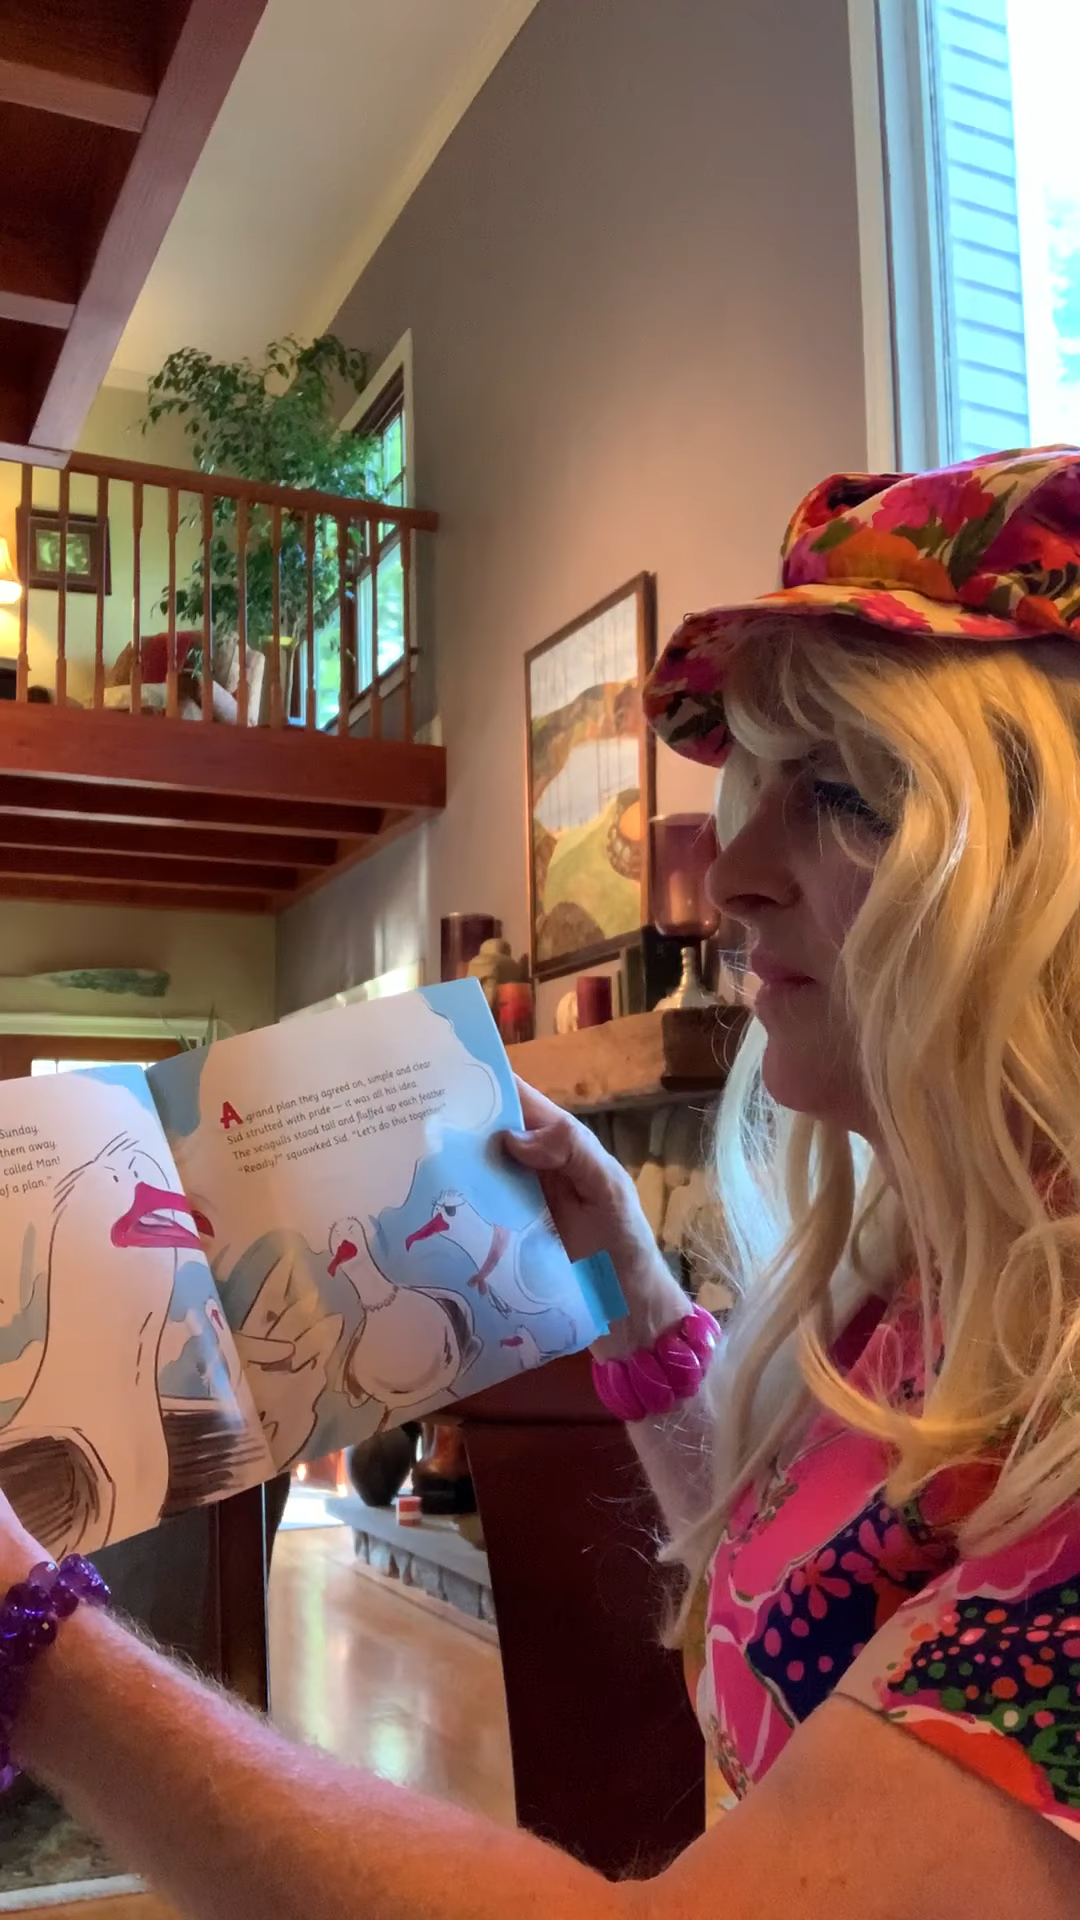 Sunday.
them away.
called Man!
of a plan."
A grand plan they agreed on, simple and clear
Sid strutted with pride — it was all his idea.
The seagulls stood tall and fluffed up each feather.
"Ready?" squawked Sid. "Let's do this together!"